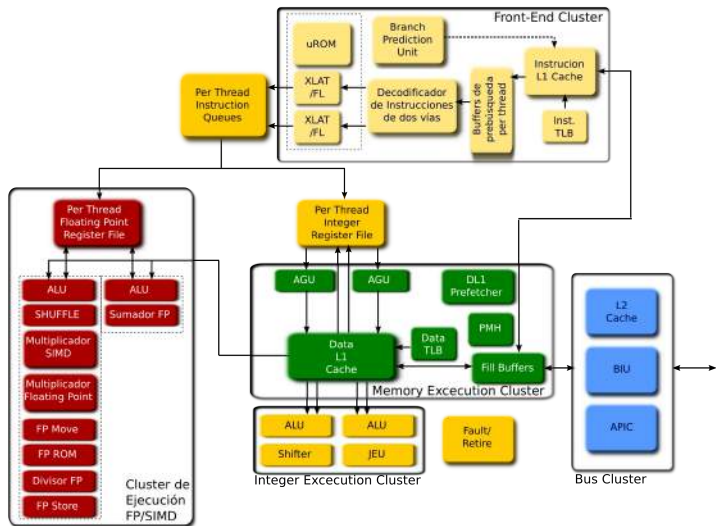 Front-End Cluster
uROM
Branch
Prediction
Unit
Instrucion
L1 Cache
XLAT
/FL
XLAT
/FL
Decodificador
de Instrucciones
de dos vías
Buffers de
prebúsqueda
per thread
Inst.
TLB
Per Thread
Instruction
Queues
Per Thread
Floating Point
Register File
Per Thread
Integer
Register File
ALU
SHUFFLE
Multiplicador
SIMD
Multiplicador
Floating Point
FP Move
FP ROM
Divisor FP
FP Store
ALU
Sumador FP
Cluster de
Ejecución
FP/SIMD
AGU
AGU
DL1
Prefetcher
PMH
Data
L1
Cache
Data
TLB
Fill Buffers
Memory Excecution Cluster
ALU
ALU
Shifter
JEU
Integer Excecution Cluster
Fault/
Retire
L2
Cache
BIU
APIC
Bus Cluster